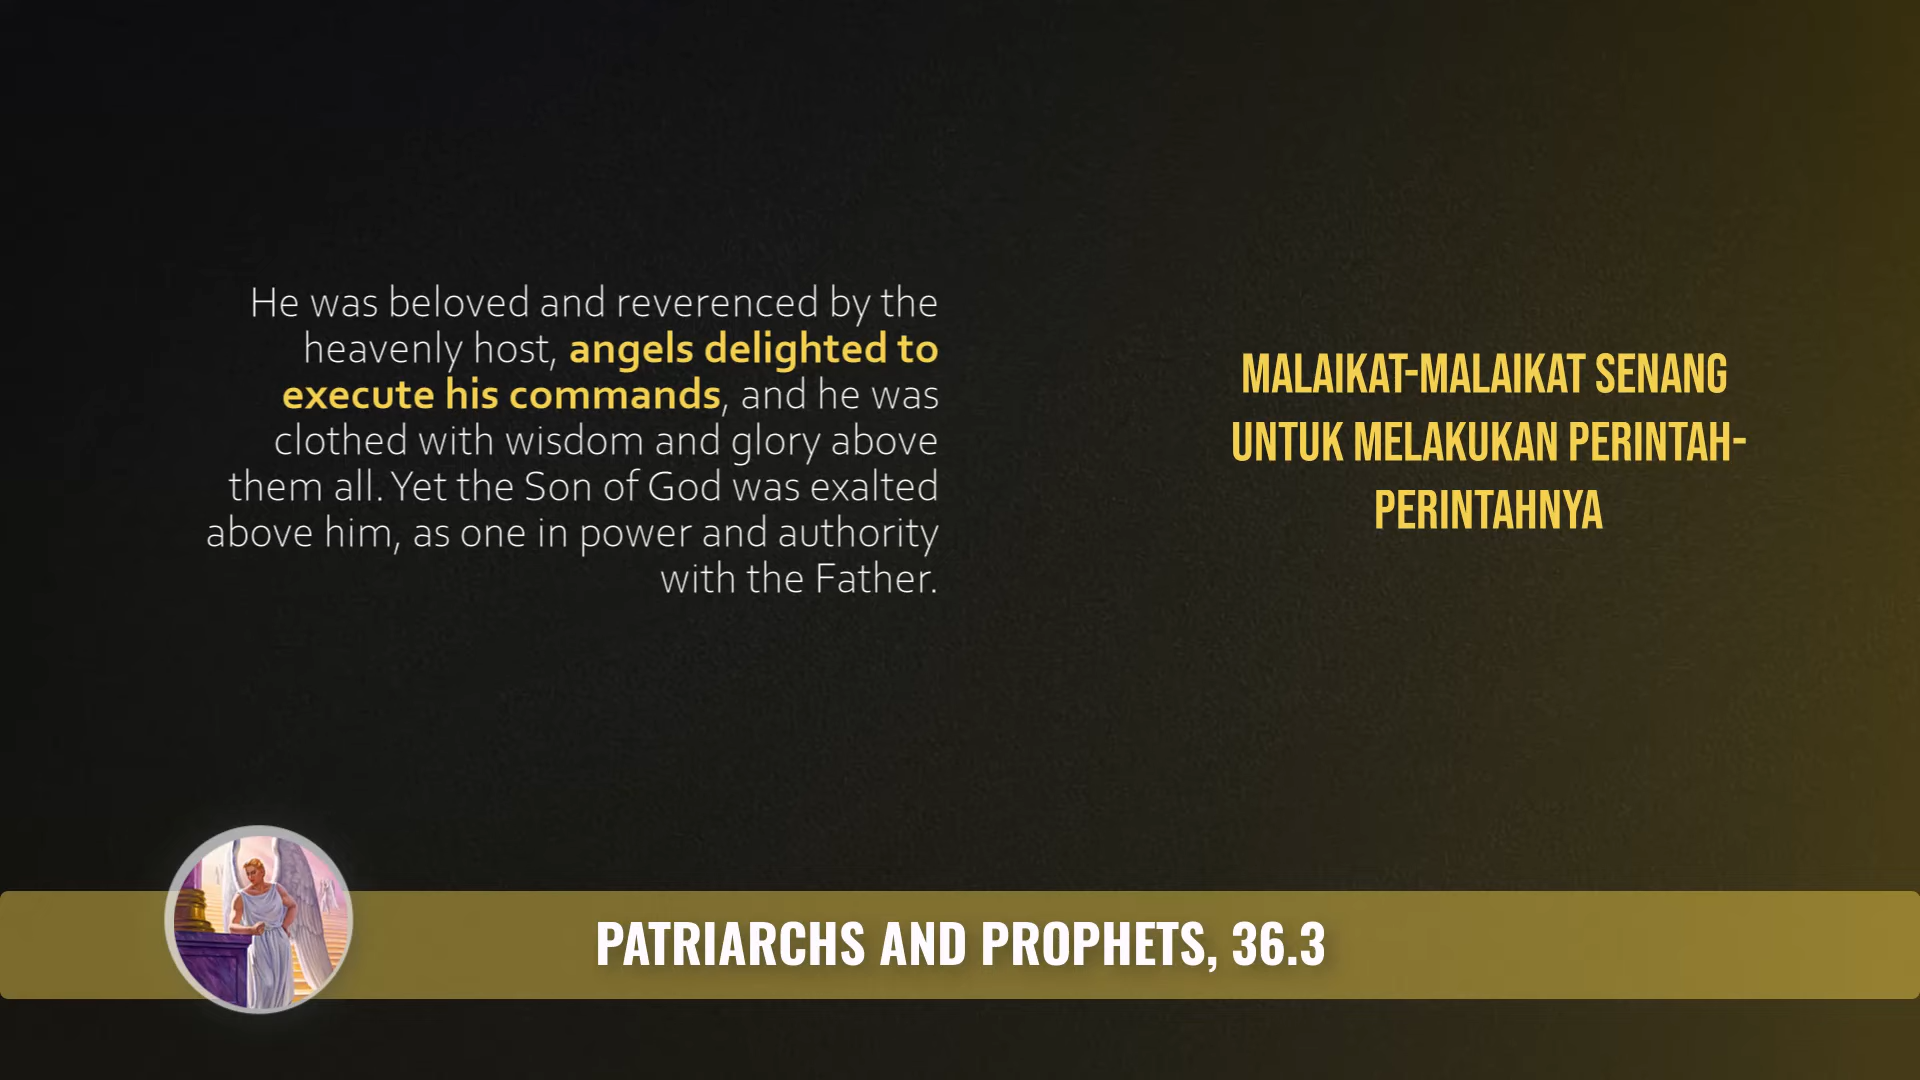 He was beloved and reverenced by the
heavenly host, angels delighted to
execute his commands, and he was
clothed with wisdom and glory above
them all. Yet the Son of God was exalted
above him, as one in power and authority
with the Father.
MALAIKAT-MALAIKAT SENANG
UNTUK MELAKUKAN PERINTAH-
PERINTAHNYA
PATRIARCHS AND PROPHETS, 36.3